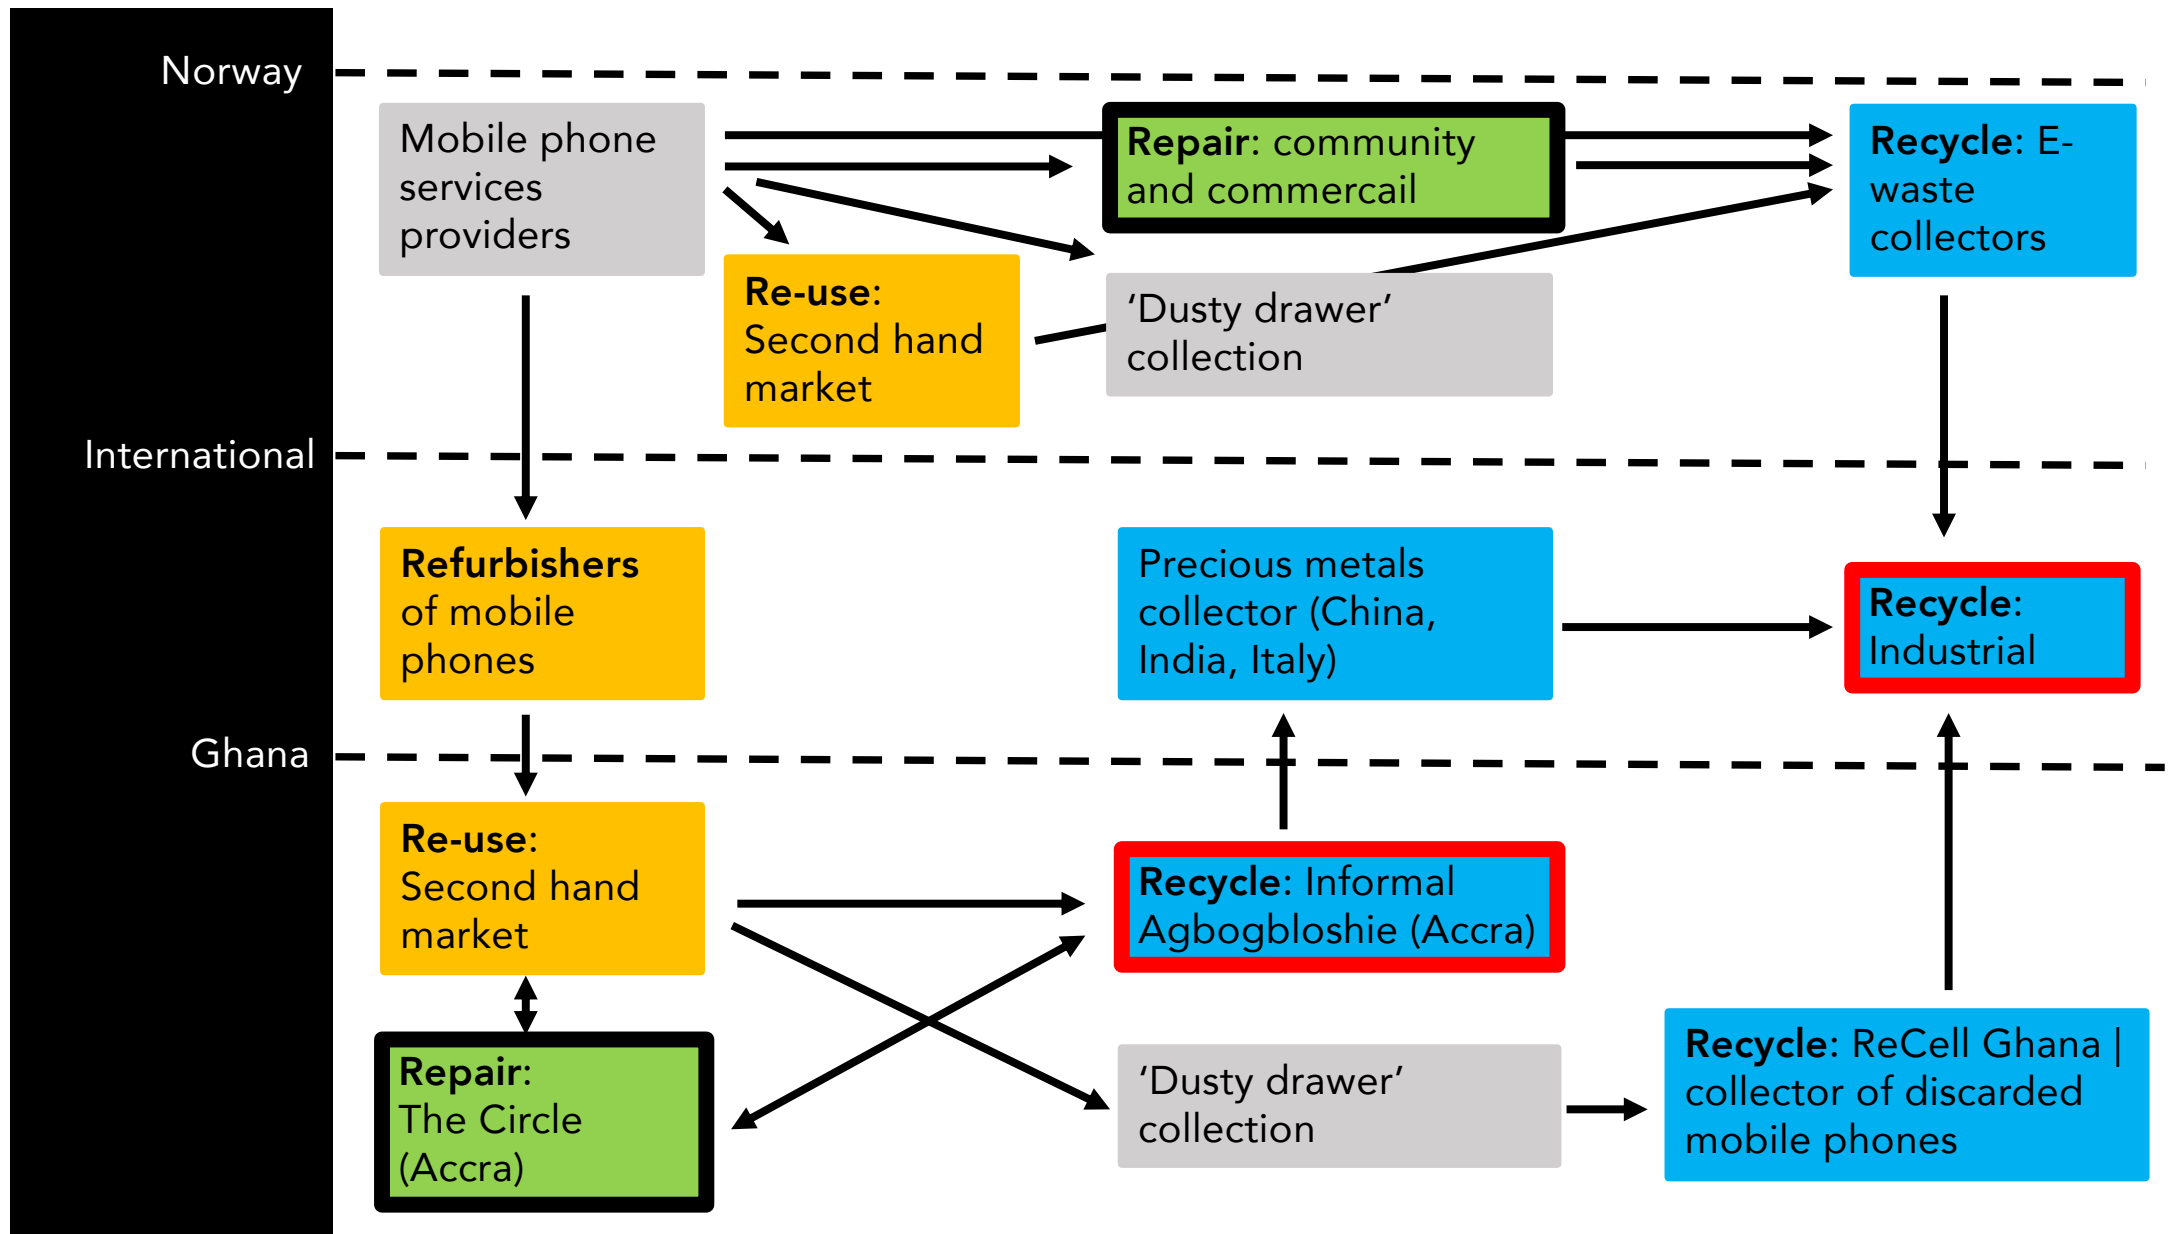 Norway
Mobile phone
services
providers
Repair: community
and commercail
Recycle: E-
waste
collectors
Re-use:
Second hand
market
‘Dusty drawer’
collection
International
Refurbishers
of mobile
phones
Precious metals
collector (China,
India, Italy)
Recycle:
Industrial
Ghana
Re-use:
Second hand
market
Recycle: Informal
Agbogbloshie (Accra)
Repair:
The Circle
(Accra)
‘Dusty drawer’
collection
Recycle: ReCell Ghana |
collector of discarded
mobile phones